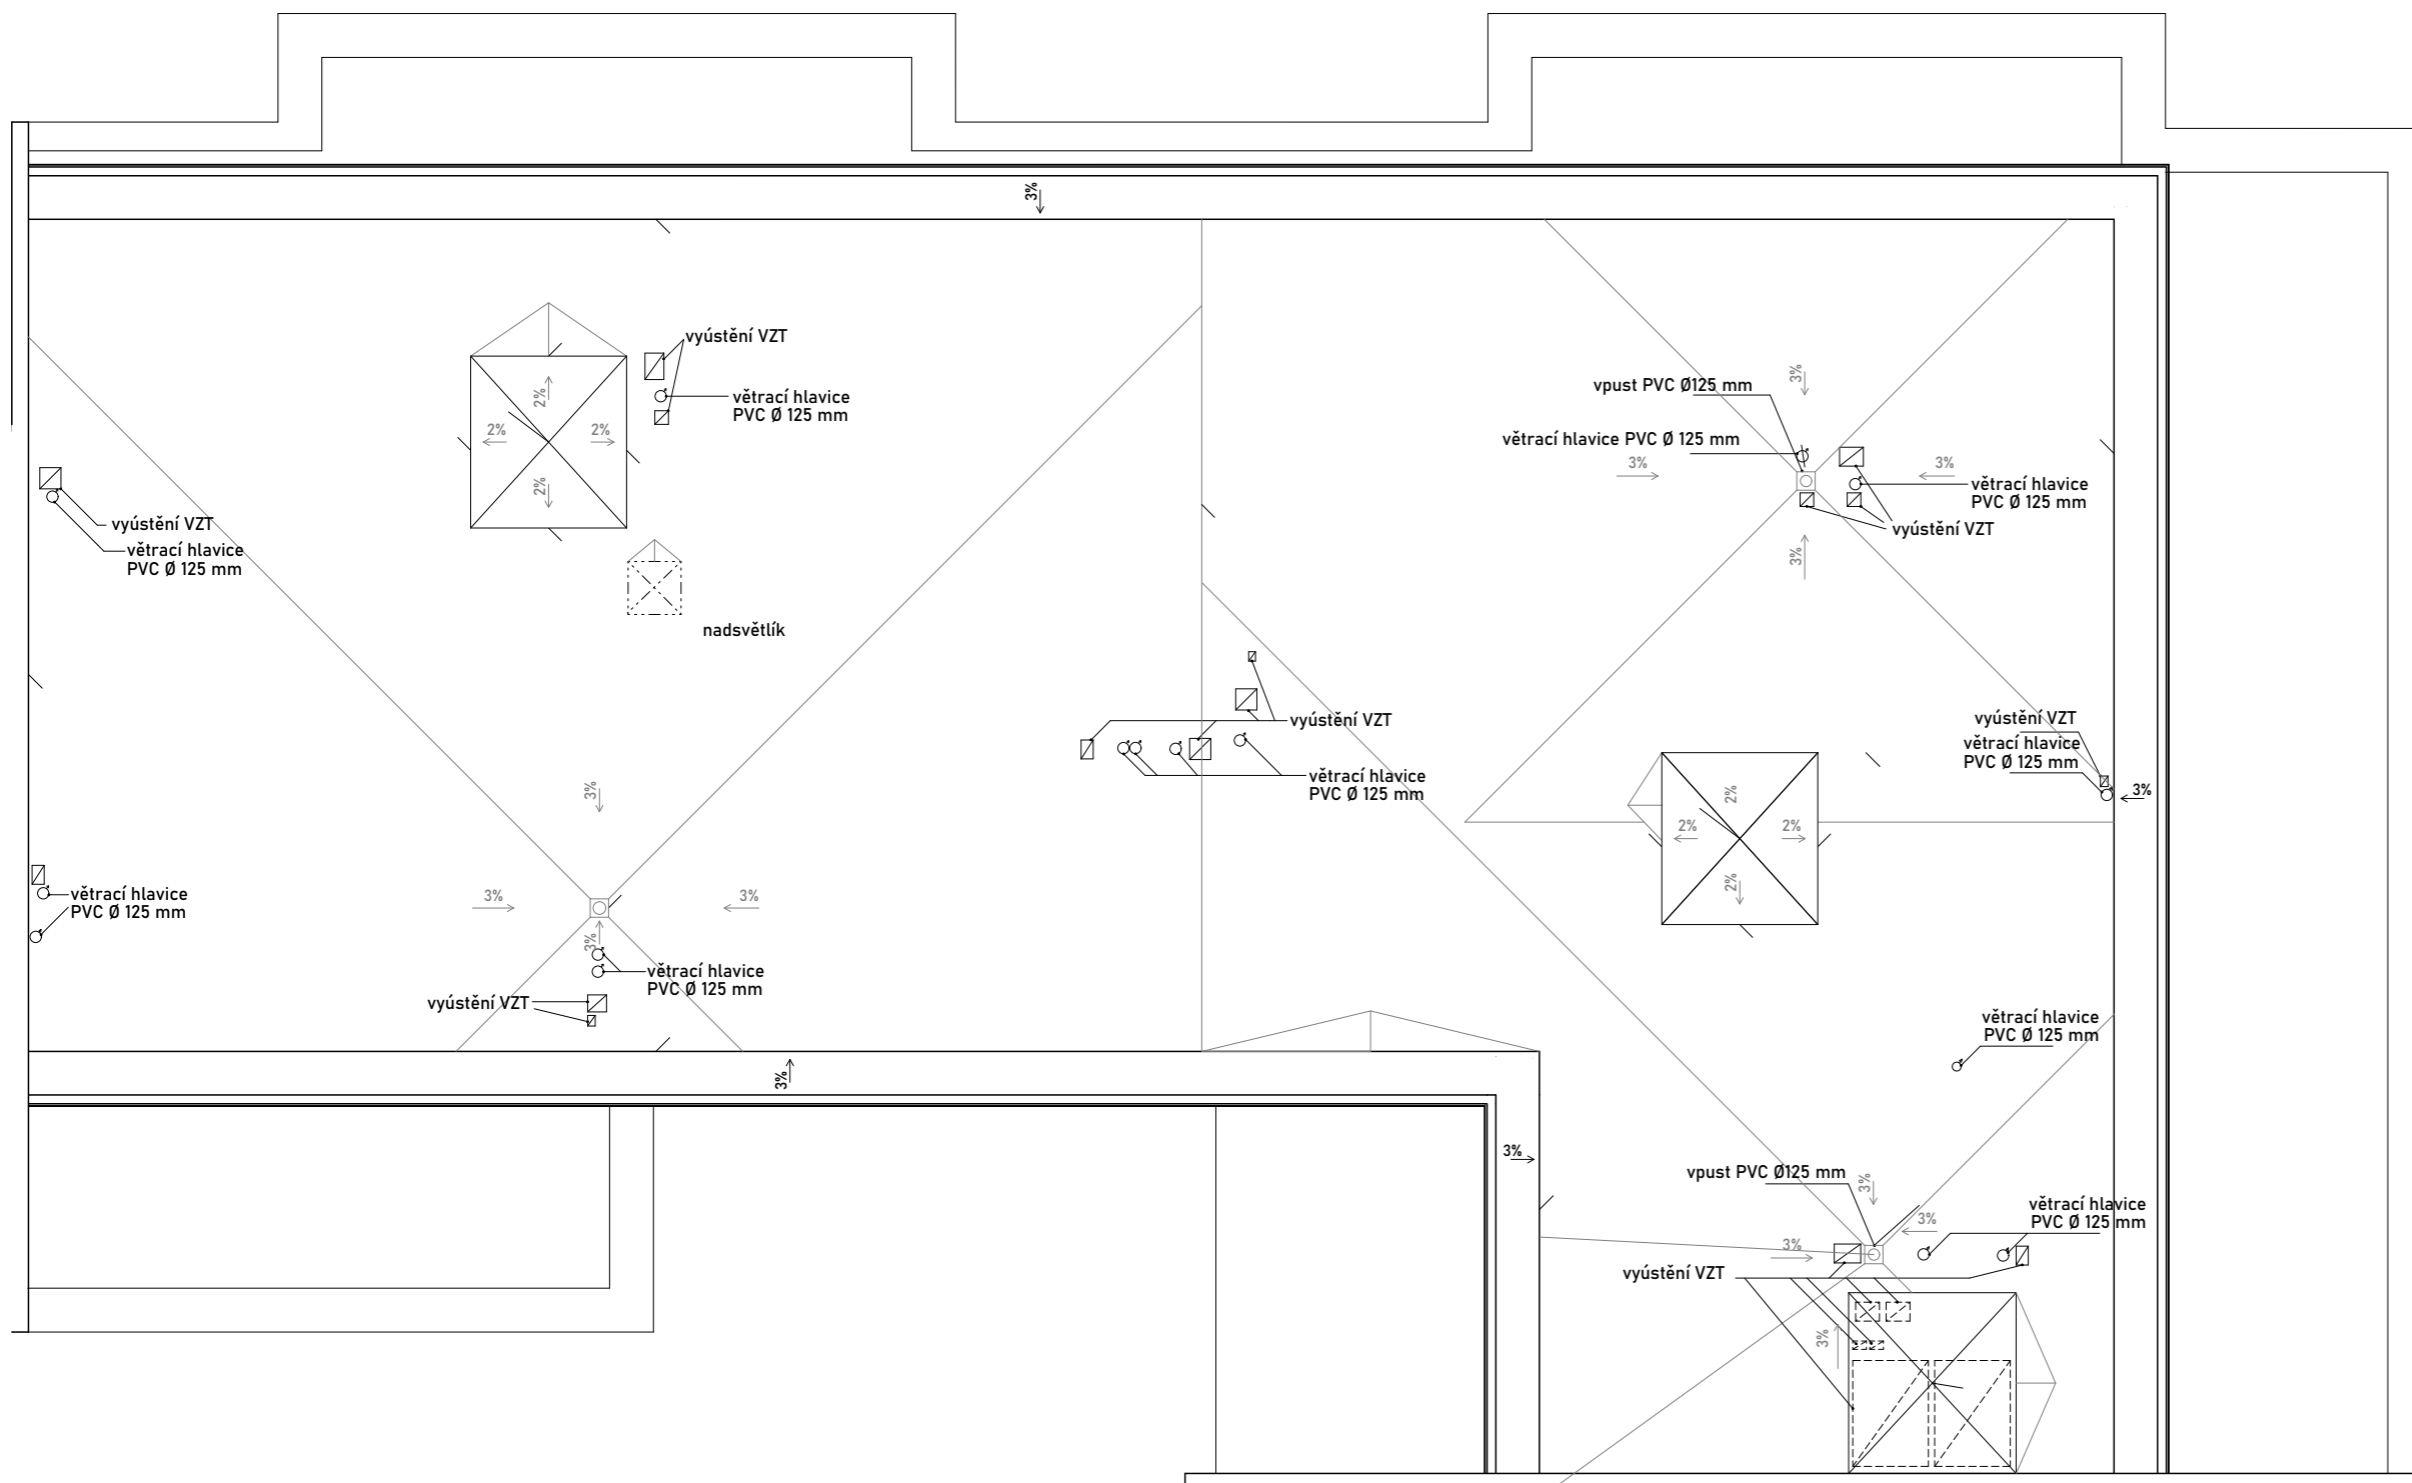 3%
vyústění VZT
větrací hlavice
PVC Ø 125 mm
2%
2%
2%
2%
vpust PVC Ø125 mm
3%
větrací hlavice PVC Ø 125 mm
3%
3%
větrací hlavice
PVC Ø 125 mm
vyústění VZT
3%
vyústění VZT
větrací hlavice
PVC Ø 125 mm
nadsvětlík
vyústění VZT
větrací hlavice
PVC Ø 125 mm
vyústění VZT
větrací hlavice
PVC Ø 125 mm
3%
2%
2%
2%
2%
3%
3%
3%
3%
větrací hlavice
PVC Ø 125 mm
větrací hlavice
PVC Ø 125 mm
vyústění VZT
větrací hlavice
PVC Ø 125 mm
3%
3%
vpust PVC Ø125 mm
3%
větrací hlavice
PVC Ø 125 mm
3%
3%
vyústění VZT
3%